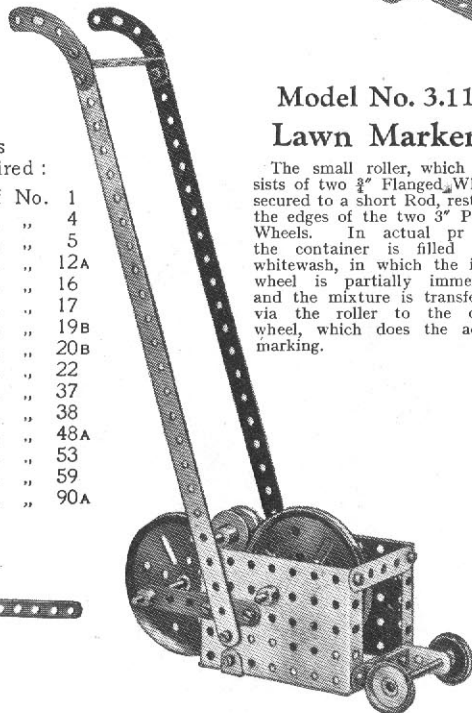 s
ired :
f No. 1
„ 4
„ 5
„ 12A
„ 16
„ 17
„ 19B
„ 20B
„ 22
„ 37
„ 38
„ 48A
„ 53
„ 59
„ 90A
Model No. 3.11
Lawn Marker
The small roller, which
sists of two ¾" Flanged Wh
secured to a short Rod, rest
the edges of the two 3" P
Wheels. In actual pr
the container is filled
whitewash, in which the i
wheel is partially imme
and the mixture is transfe
via the roller to the o
wheel, which does the a
marking.